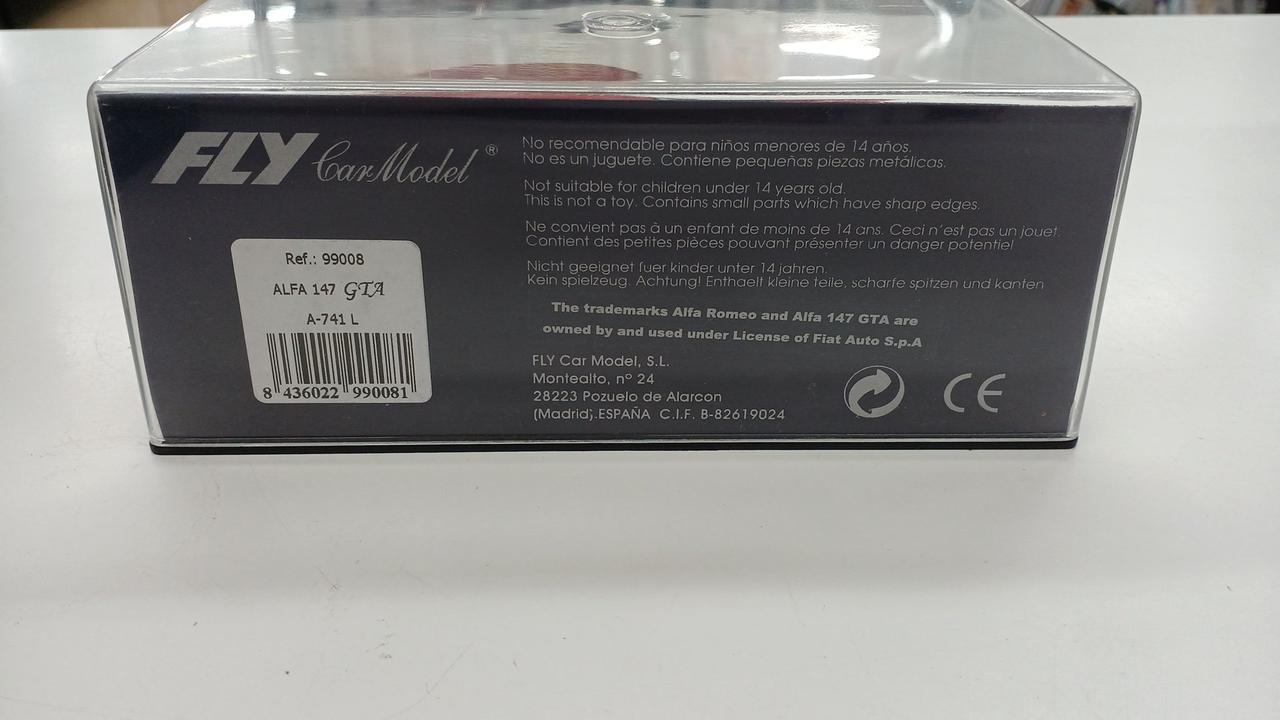 FLY Car Model ®
Ref.: 99008
ALFA 147 GTA
A-741 L
8 436022 990081
No recomendable para niños menores de 14 años.
No es un juguete. Contiene pequeñas piezas metálicas.
Not suitable for children under 14 years old.
This is not a toy. Contains small parts which have sharp edges.
Ne convient pas à un enfant de moins de 14 ans. Ceci n'est pas un jouet.
Contient des petites pièces pouvant présenter un danger potentiel
Nicht geeignet fuer kinder unter 14 jahren.
Kein spielzeug. Achtung! Enthaelt kleine teile, scharfe spitzen und kanten
The trademarks Alfa Romeo and Alfa 147 GTA are
owned by and used under License of Fiat Auto S.p.A
FLY Car Model, S.L.
Montealto, nº 24
28223 Pozuelo de Alarcon
(Madrid).ESPAÑA C.I.F. B-82619024
CE